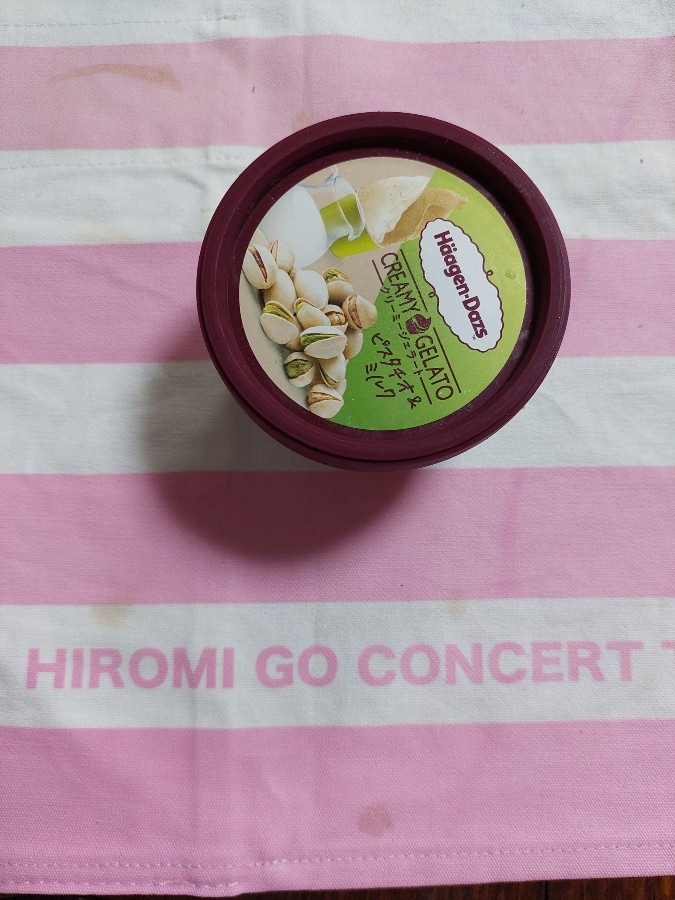 Häagen-Dazs
CREAMY GELATO
クリーミージェラート
ピスタチオ&
ミルク
HIROMI GO CONCERT T